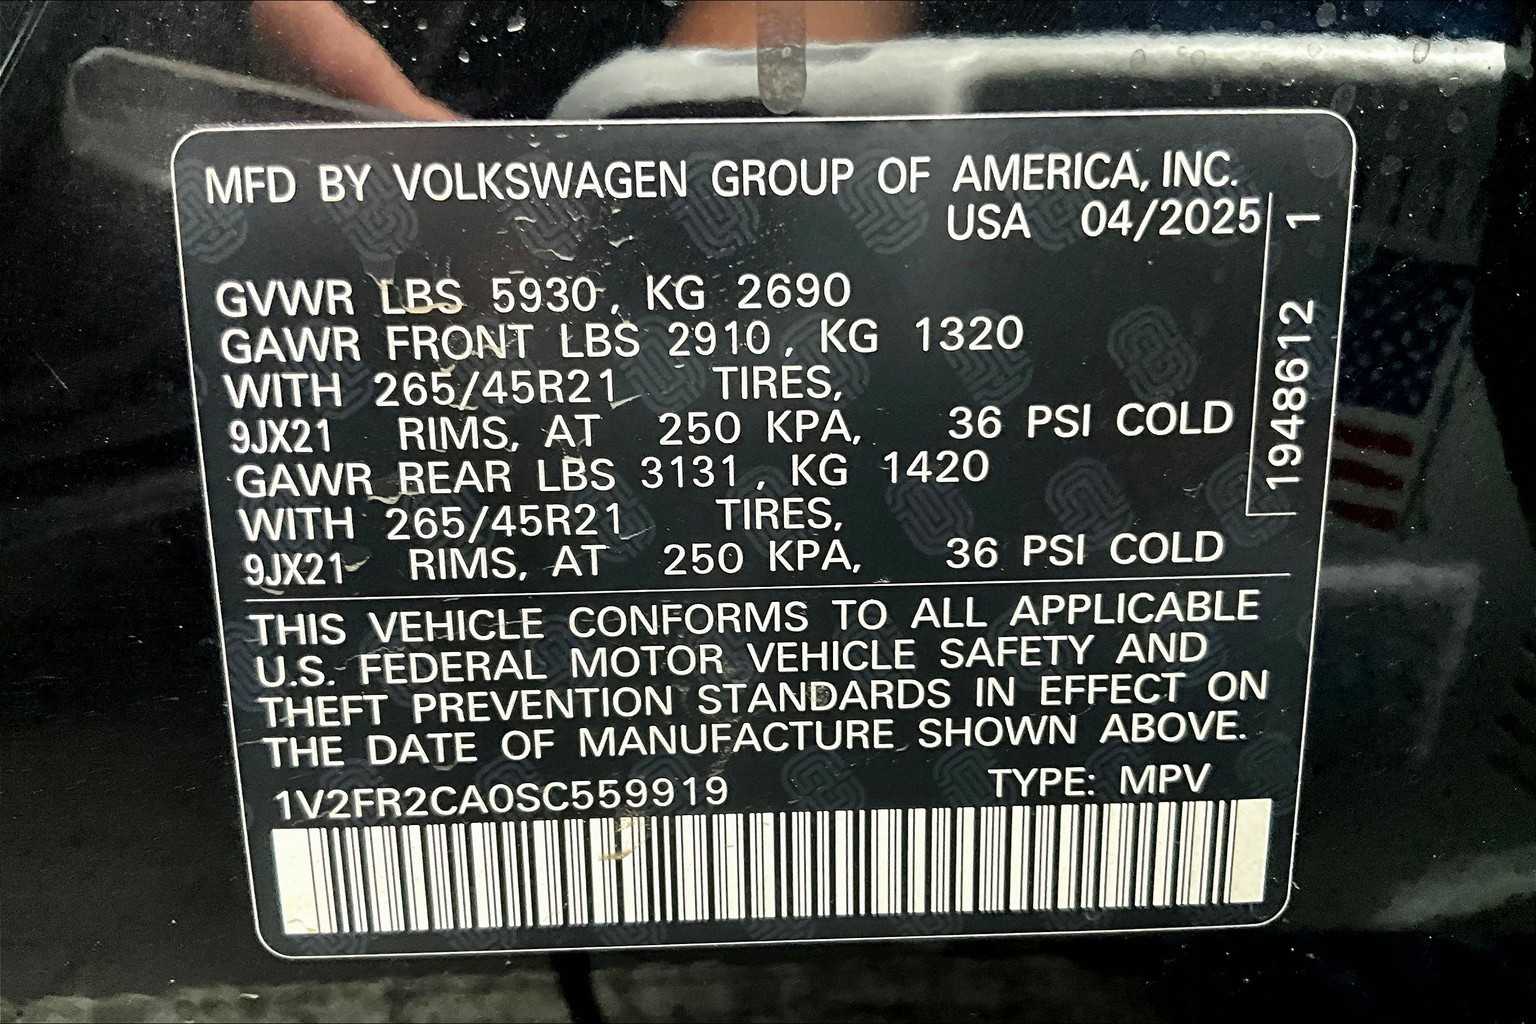 MFD BY VOLKSWAGEN GROUP OF AMERICA, INC.
USA 04/2025
GVWR LBS 5930, KG 2690
GAWR FRONT LBS 2910, KG 1320
WITH 265/45R21 TIRES,
9JX21 RIMS, AT 250 KPA, 36 PSI COLD
GAWR REAR LBS 3131, KG 1420
WITH 265/45R21 TIRES,
9JX21 RIMS, AT 250 KPA, 36 PSI COLD
1948612 1
THIS VEHICLE CONFORMS TO ALL APPLICABLE
U.S. FEDERAL MOTOR VEHICLE SAFETY AND
THEFT PREVENTION STANDARDS IN EFFECT ON
THE DATE OF MANUFACTURE SHOWN ABOVE.
1V2FR2CA0SC559919 TYPE: MPV